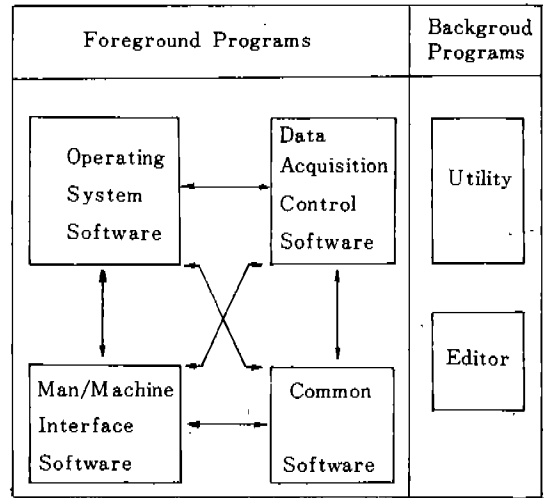 Foreground Programs
Backgroud
Programs
Operating
System
Software
Data
Acquisition
Control
Software
Utility
Man/Machine
Interface
Software
Common
Software
Editor